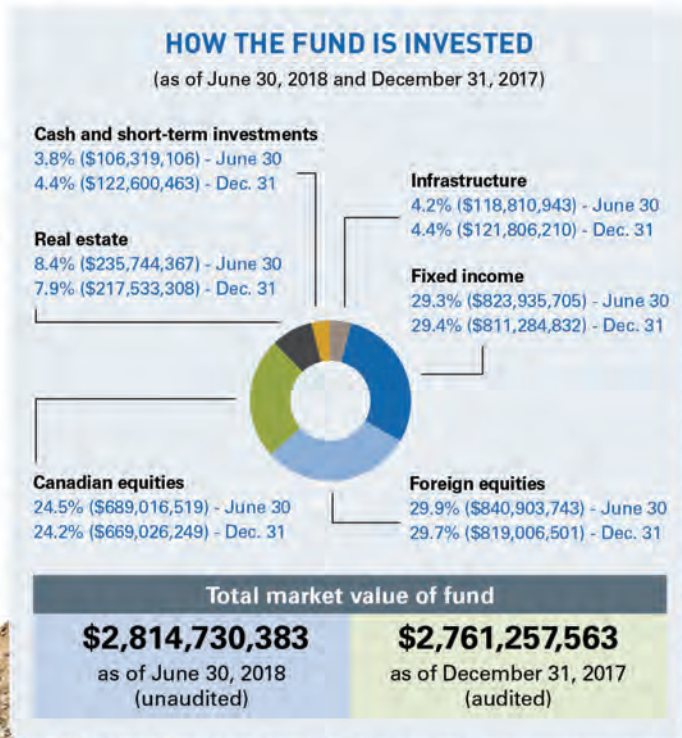 HOW THE FUND IS INVESTED
(as of June 30, 2018 and December 31, 2017)
Cash and short-term investments
3.8% ($106,319,106) - June 30
4.4% ($122,600,463) - Dec. 31
Real estate
8.4% ($235,744,367) - June 30
7.9% ($217,533,308) - Dec. 31
Infrastructure
4.2% ($118,810,943) - June 30
4.4% ($121,806,210) - Dec. 31
Fixed income
29.3% ($823,935,705) - June 30
29.4% ($811,284,832) - Dec. 31
Canadian equities
24.5% ($689,016,519) - June 30
24.2% ($669,026,249) - Dec. 31
Foreign equities
29.9% ($840,903,743) - June 30
29.7% ($819,006,501) - Dec. 31
Total market value of fund
$2,814,730,383
as of June 30, 2018
(unaudited)
$2,761,257,563
as of December 31, 2017
(audited)